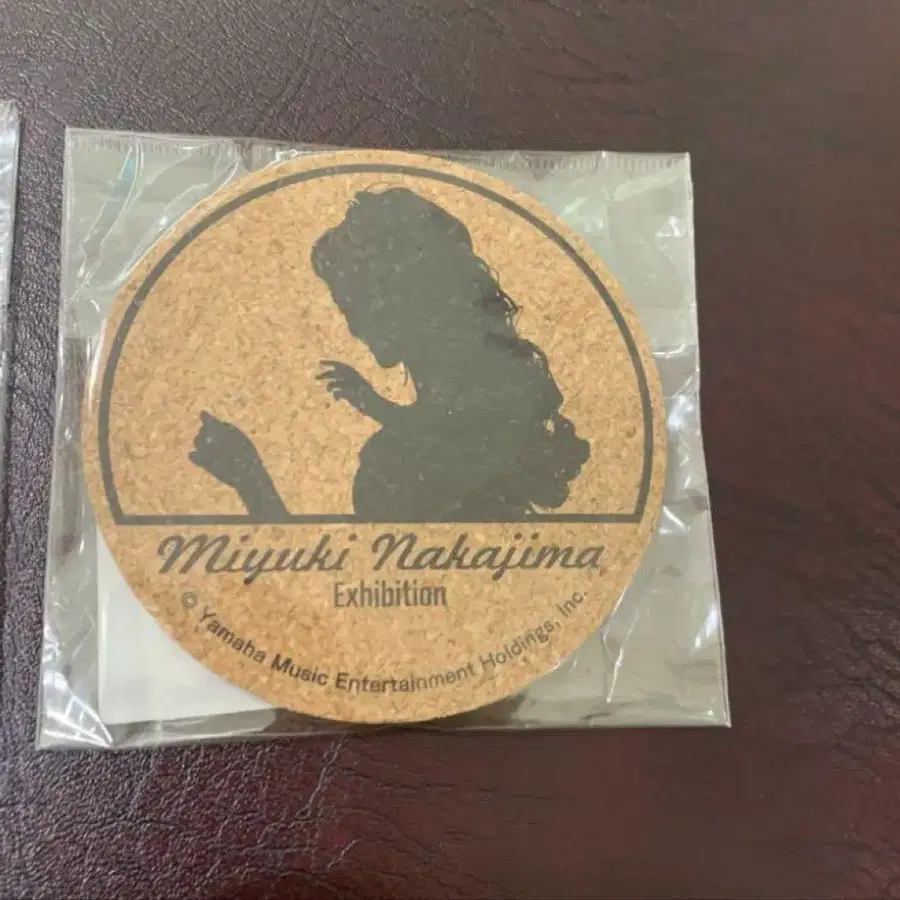 Miyuki Nakajima
Exhibition
© Yamaha Music Entertainment Holdings, Inc.